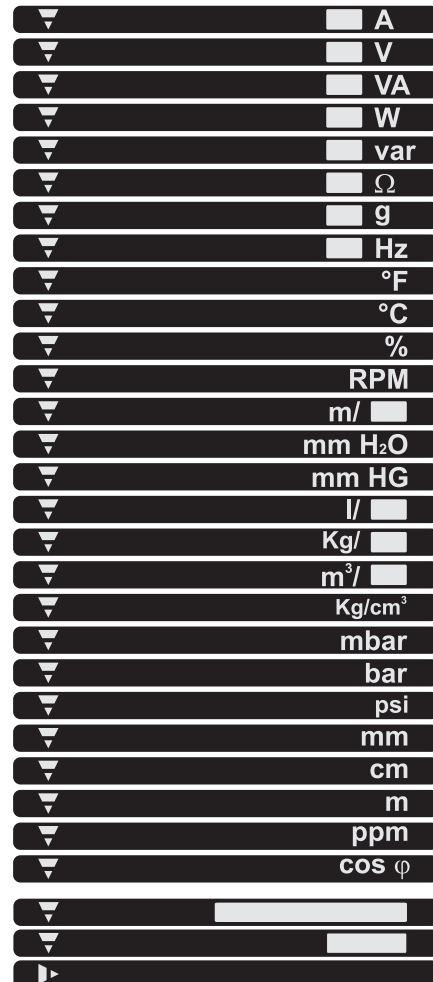 A
V
VA
W
var
Ω
g
Hz
°F
°C
%
RPM
m/
mm H₂O
mm HG
l/
Kg/
m³/
Kg/cm³
mbar
bar
psi
mm
cm
m
ppm
cos φ